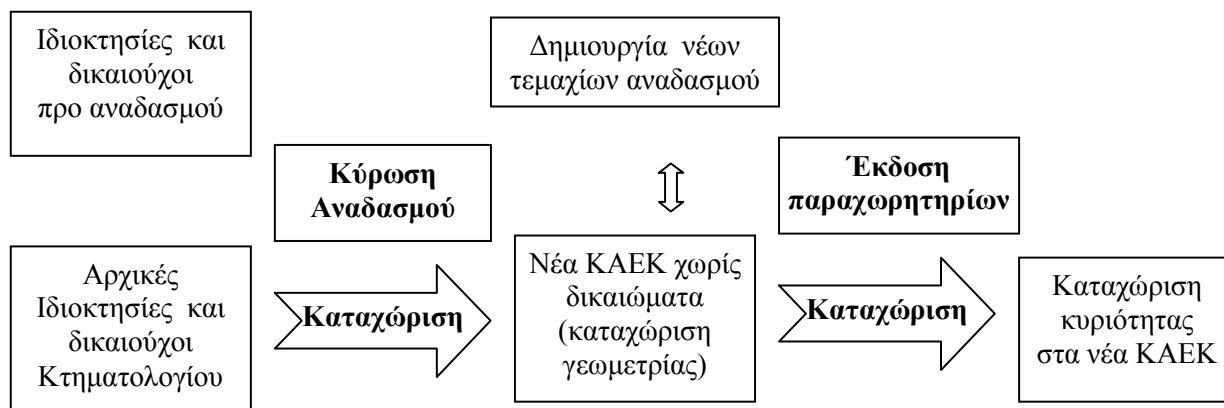 Ιδιοκτησίες και
δικαιούχοι
προ αναδασμού
Δημιουργία νέων
τεμαχίων αναδασμού
Κύρωση
Αναδασμού
Έκδοση
παραχωρητηρίων
Αρχικές
Ιδιοκτησίες και
δικαιούχοι
Κτηματολογίου
Καταχώριση
Νέα ΚΑΕΚ χωρίς
δικαιώματα
(καταχώριση
γεωμετρίας)
Καταχώριση
Καταχώριση
κυριότητας
στα νέα ΚΑΕΚ